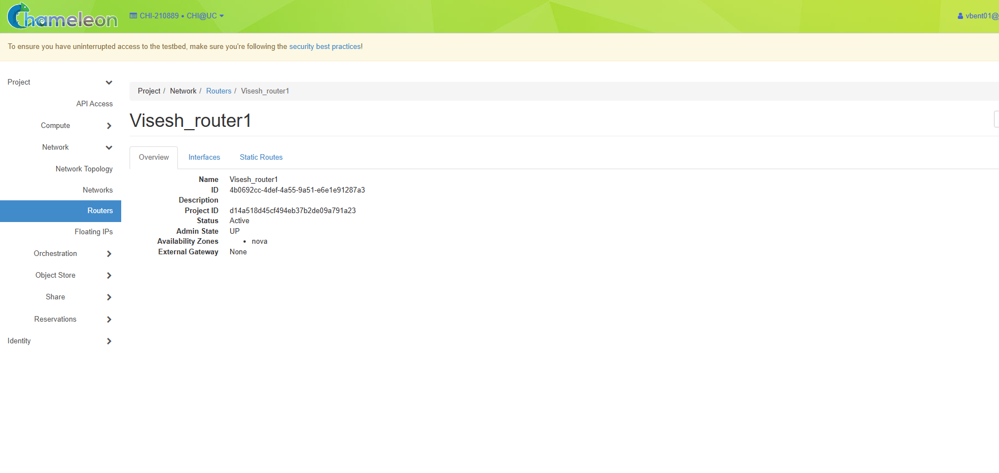 Chameleon
CHI-210889 • CHI@UC
vbent01@
To ensure you have uninterrupted access to the testbed, make sure you're following the security best practices!
Project
API Access
Compute
Network
Network Topology
Networks
Routers
Floating IPs
Orchestration
Object Store
Share
Reservations
Identity
Project / Network / Routers / Visesh_router1
Visesh_router1
Overview Interfaces Static Routes
Name Visesh_router1
ID 4b0692cc-4def-4a55-9a51-e6e1e91287a3
Description
Project ID d14a518d45cf494eb37b2de09a791a23
Status Active
Admin State UP
Availability Zones • nova
External Gateway None